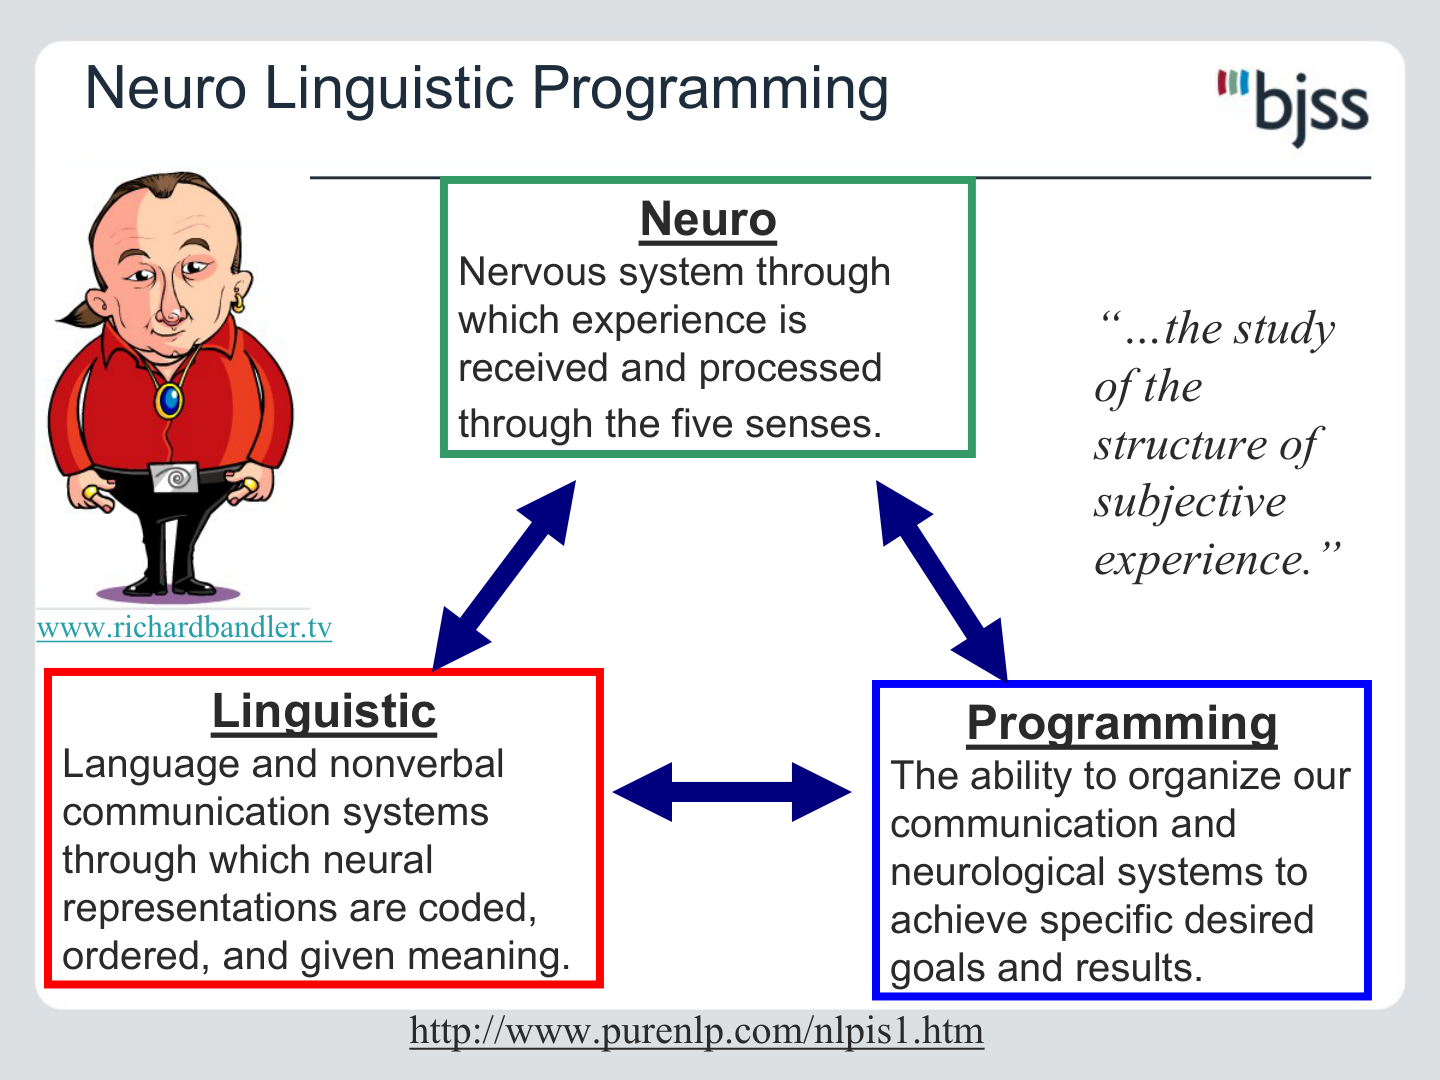 Neuro Linguistic Programming
bjss
Neuro
Nervous system through
which experience is
received and processed
through the five senses.
“…the study
of the
structure of
subjective
experience.”
www.richardbandler.tv
Linguistic
Language and nonverbal
communication systems
through which neural
representations are coded,
ordered, and given meaning.
Programming
The ability to organize our
communication and
neurological systems to
achieve specific desired
goals and results.
http://www.purenlp.com/nlpis1.htm